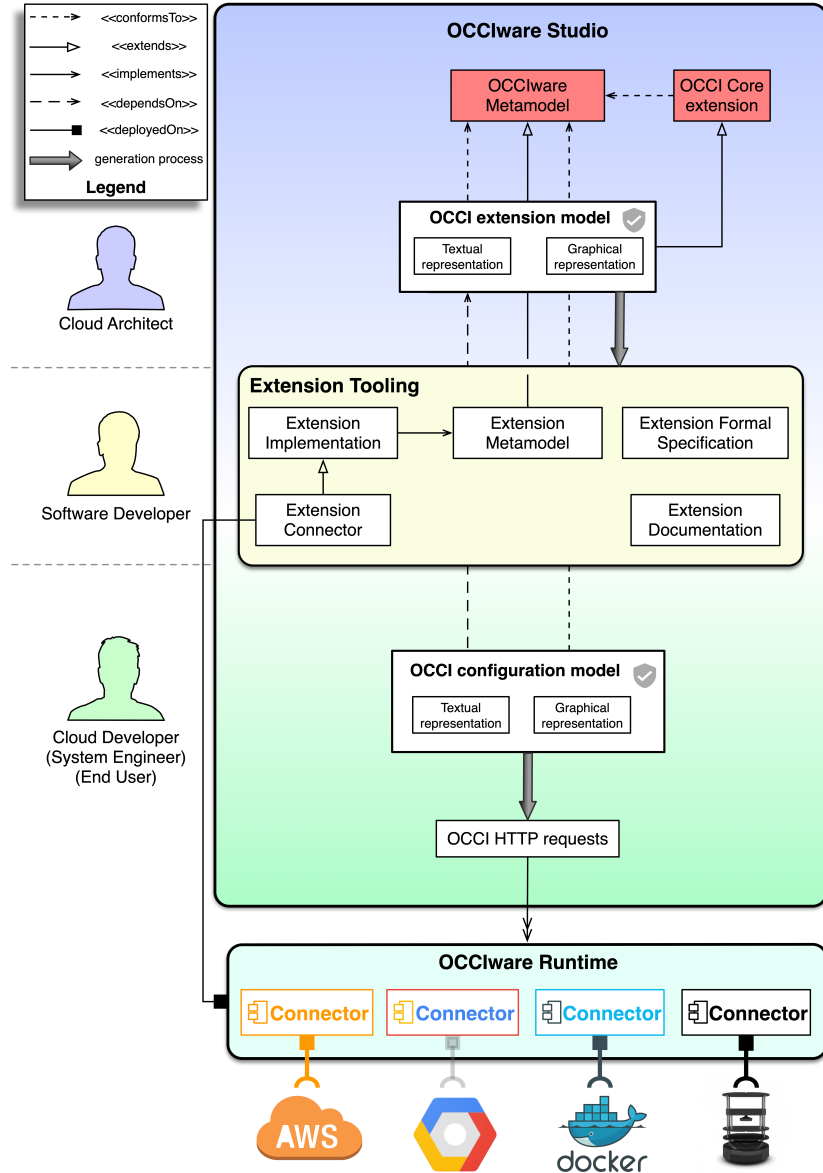 <<conformsTo>>
<<extends>>
<<implements>>
<<dependsOn>>
<<deployedOn>>
generation process
Legend
OCCIware Studio
OCCIware
Metamodel
OCCI Core
extension
OCCI extension model
Textual
representation
Graphical
representation
Cloud Architect
Extension Tooling
Extension
Implementation
Extension
Metamodel
Extension Formal
Specification
Extension
Connector
Extension
Documentation
Software Developer
OCCI configuration model
Textual
representation
Graphical
representation
Cloud Developer
(System Engineer)
(End User)
OCCI HTTP requests
OCCIware Runtime
Connector
Connector
Connector
Connector
AWS
docker